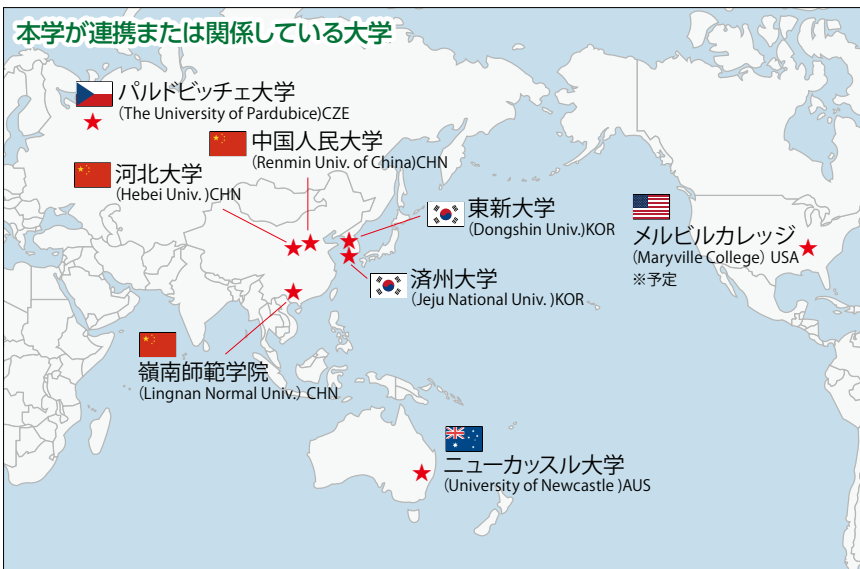 本学が連携または関係している大学
パルドビッチェ大学
(The University of Pardubice)CZE
中国人民大学
(Renmin Univ. of China)CHN
河北大学
(Hebei Univ. )CHN
東新大学
(Dongshin Univ.)KOR
メルビルカレッジ
(Maryville College) USA
※予定
済州大学
(Jeju National Univ. )KOR
嶺南師範学院
(Lingnan Normal Univ.) CHN
ニューカッスル大学
(University of Newcastle )AUS